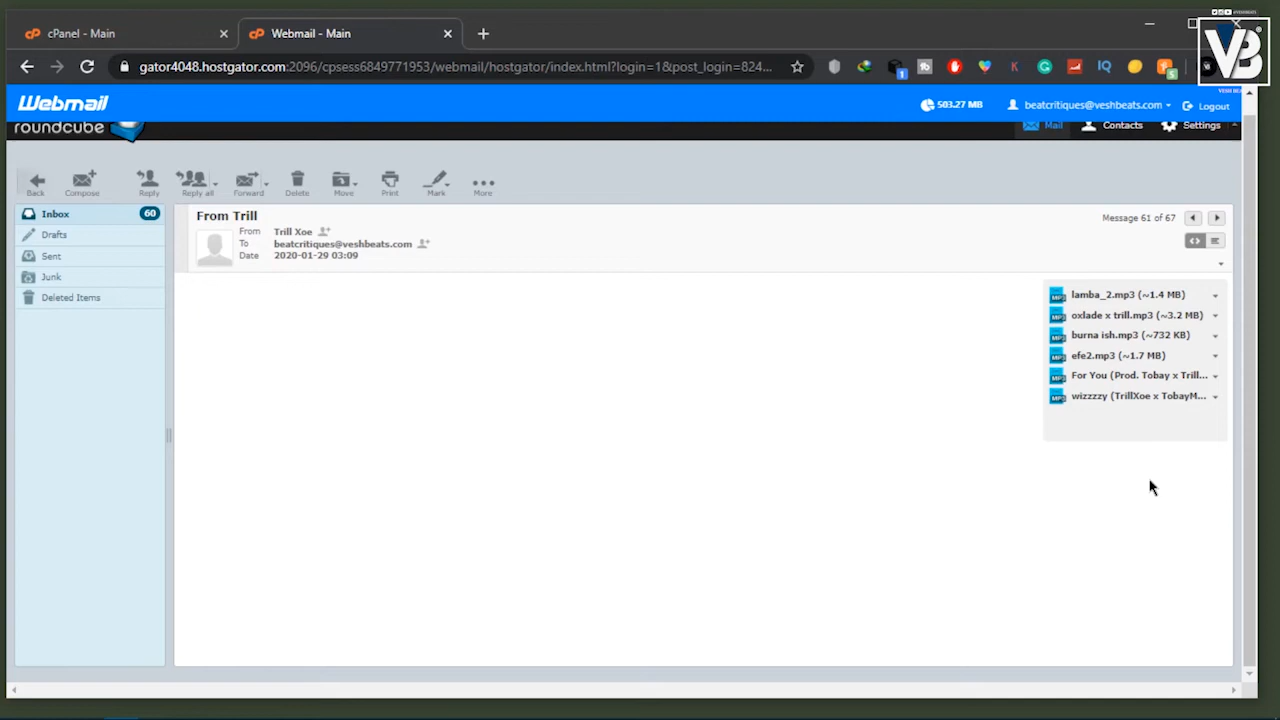 cPanel - Main
Webmail - Main
gator4048.hostgator.com:2096/cpsess6849771953/webmail/hostgator/index.html?login=1&post_login=824...
Webmail
503.27 MB
beatcritiques@veshbeats.com
Logout
roundcube
Mail
Contacts
Settings
Back
Compose
Reply
Reply all
Forward
Delete
Move
Print
Mark
More
Inbox
60
Drafts
Sent
Junk
Deleted Items
From Trill
Message 61 of 67
From Trill Xoe
To beatcritiques@veshbeats.com
Date 2020-01-29 03:09
lamba_2.mp3 (~1.4 MB)
oxlade x trill.mp3 (~3.2 MB)
burna ish.mp3 (~732 KB)
efe2.mp3 (~1.7 MB)
For You (Prod. Tobay x Trill...
wizzzzy (TrillXoe x TobayM...
VB